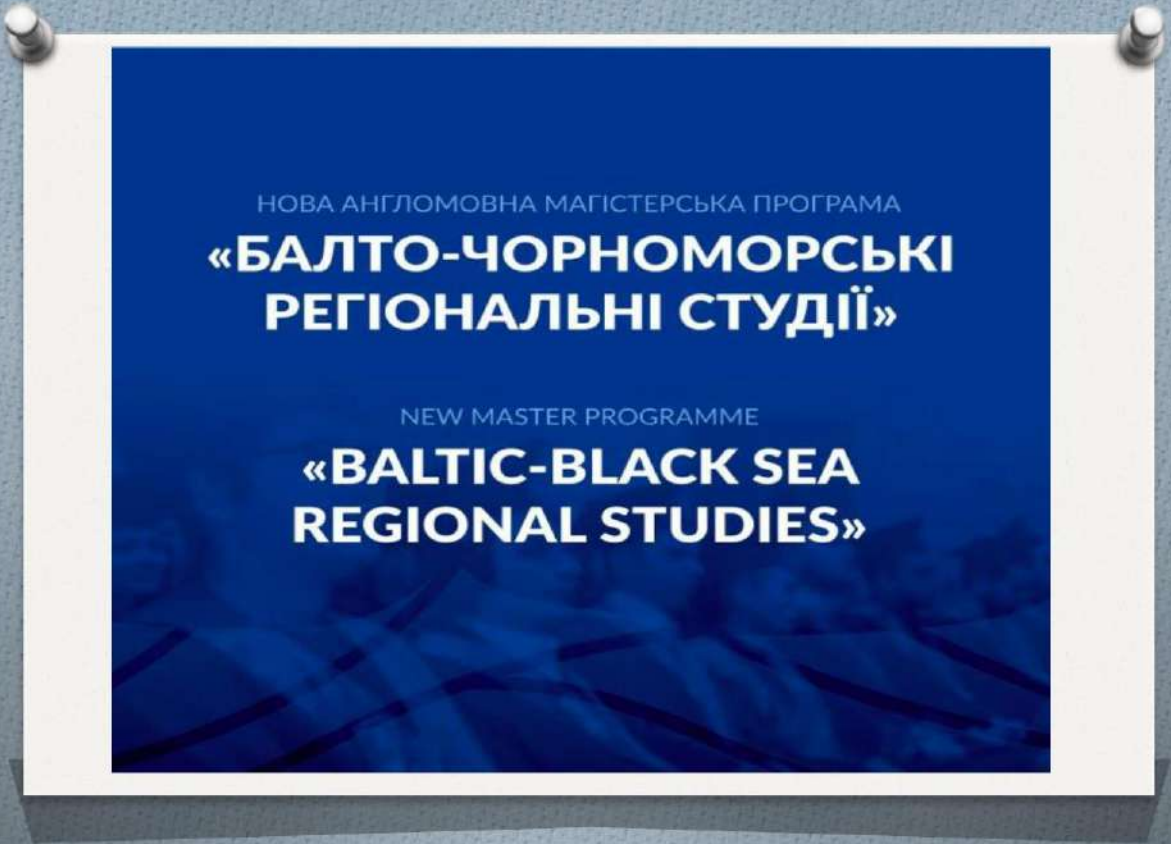 НОВА АНГЛОМОВНА МАГІСТЕРСЬКА ПРОГРАМА
«БАЛТО-ЧОРНОМОРСЬКІ
РЕГІОНАЛЬНІ СТУДІЇ»
NEW MASTER PROGRAMME
«BALTIC-BLACK SEA
REGIONAL STUDIES»